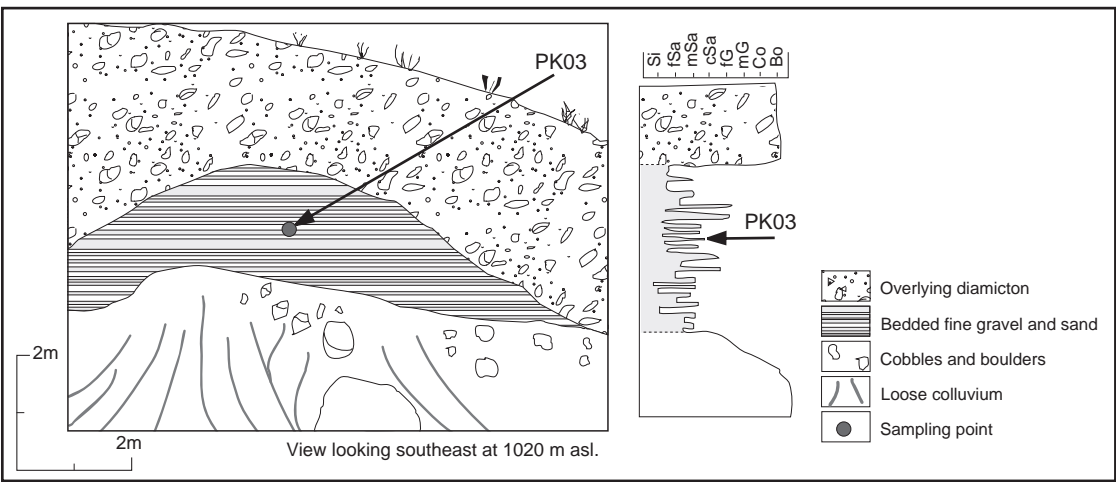 PK03
Si
fSa
mSa
cSa
fG
mG
Co
Bo
PK03
Overlying diamicton
Bedded fine gravel and sand
Cobbles and boulders
Loose colluvium
Sampling point
2m
2m
View looking southeast at 1020 m asl.